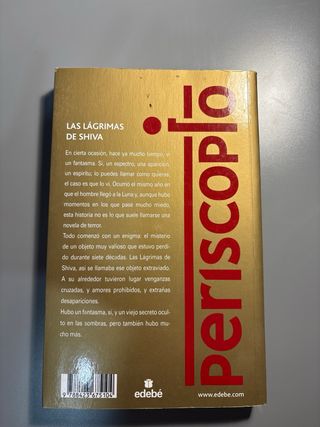 LAS LÁGRIMAS
DE SHIVA
En cierta ocasión, hace ya mucho tiempo, vi
un fantasma. Sí, un espectro, una aparición,
un espíritu; lo puedes llamar como quieras,
el caso es que lo vi. Ocurrió el mismo año en
que el hombre llegó a la Luna y, aunque hubo
momentos en los que pasé mucho miedo,
esta historia no es lo que suele llamarse una
novela de terror.
Todo comenzó con un enigma: el misterio
de un objeto muy valioso que estuvo perdi-
do durante siete décadas. Las Lágrimas de
Shiva, así se llamaba ese objeto extraviado.
A su alrededor tuvieron lugar venganzas
cruzadas, y amores prohibidos, y extrañas
desapariciones.
Hubo un fantasma, sí, y un viejo secreto ocul-
to en las sombras, pero también hubo mu-
cho más.
periscopio
9788423675104
edebé
www.edebe.com